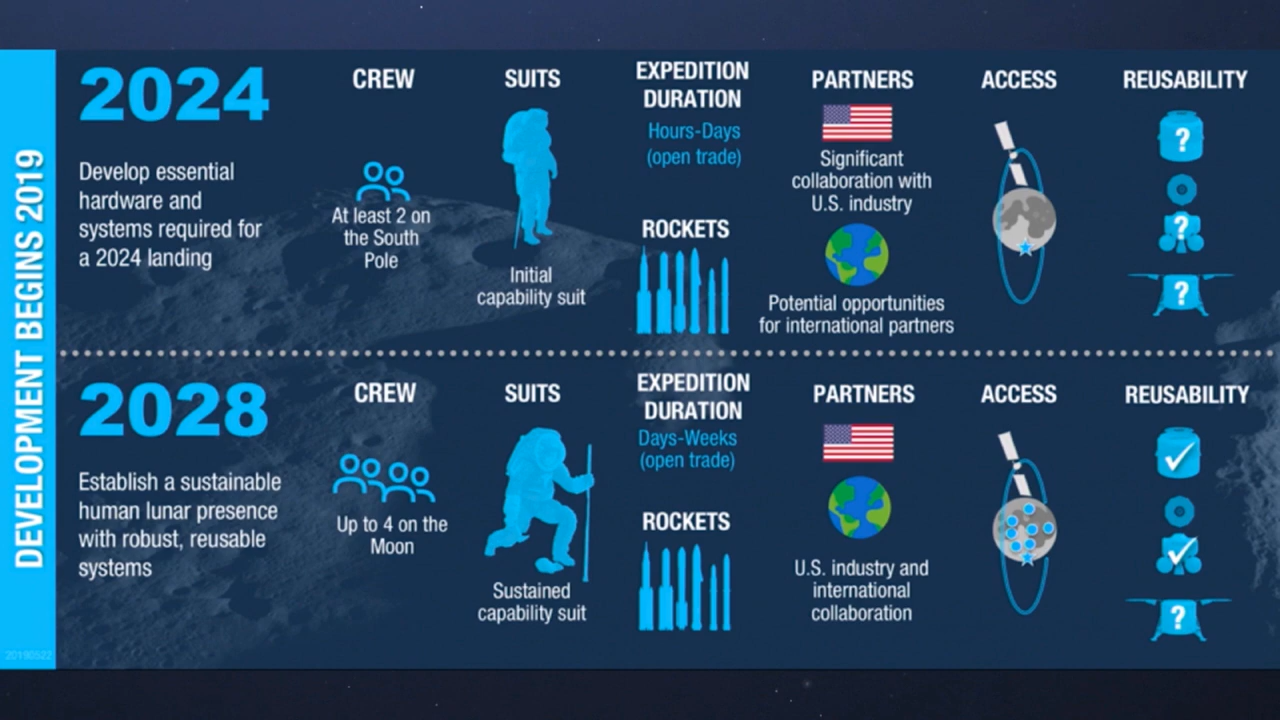 DEVELOPMENT BEGINS 2019
20190522
2024
Develop essential
hardware and
systems required for
a 2024 landing
CREW
At least 2 on
the South
Pole
SUITS
Initial
capability suit
EXPEDITION
DURATION
Hours-Days
(open trade)
ROCKETS
PARTNERS
Significant
collaboration with
U.S. industry
Potential opportunities
for international partners
ACCESS
REUSABILITY
?
?
?
2028
Establish a sustainable
human lunar presence
with robust, reusable
systems
CREW
Up to 4 on the
Moon
SUITS
Sustained
capability suit
EXPEDITION
DURATION
Days-Weeks
(open trade)
ROCKETS
PARTNERS
U.S. industry and
international
collaboration
ACCESS
REUSABILITY
?